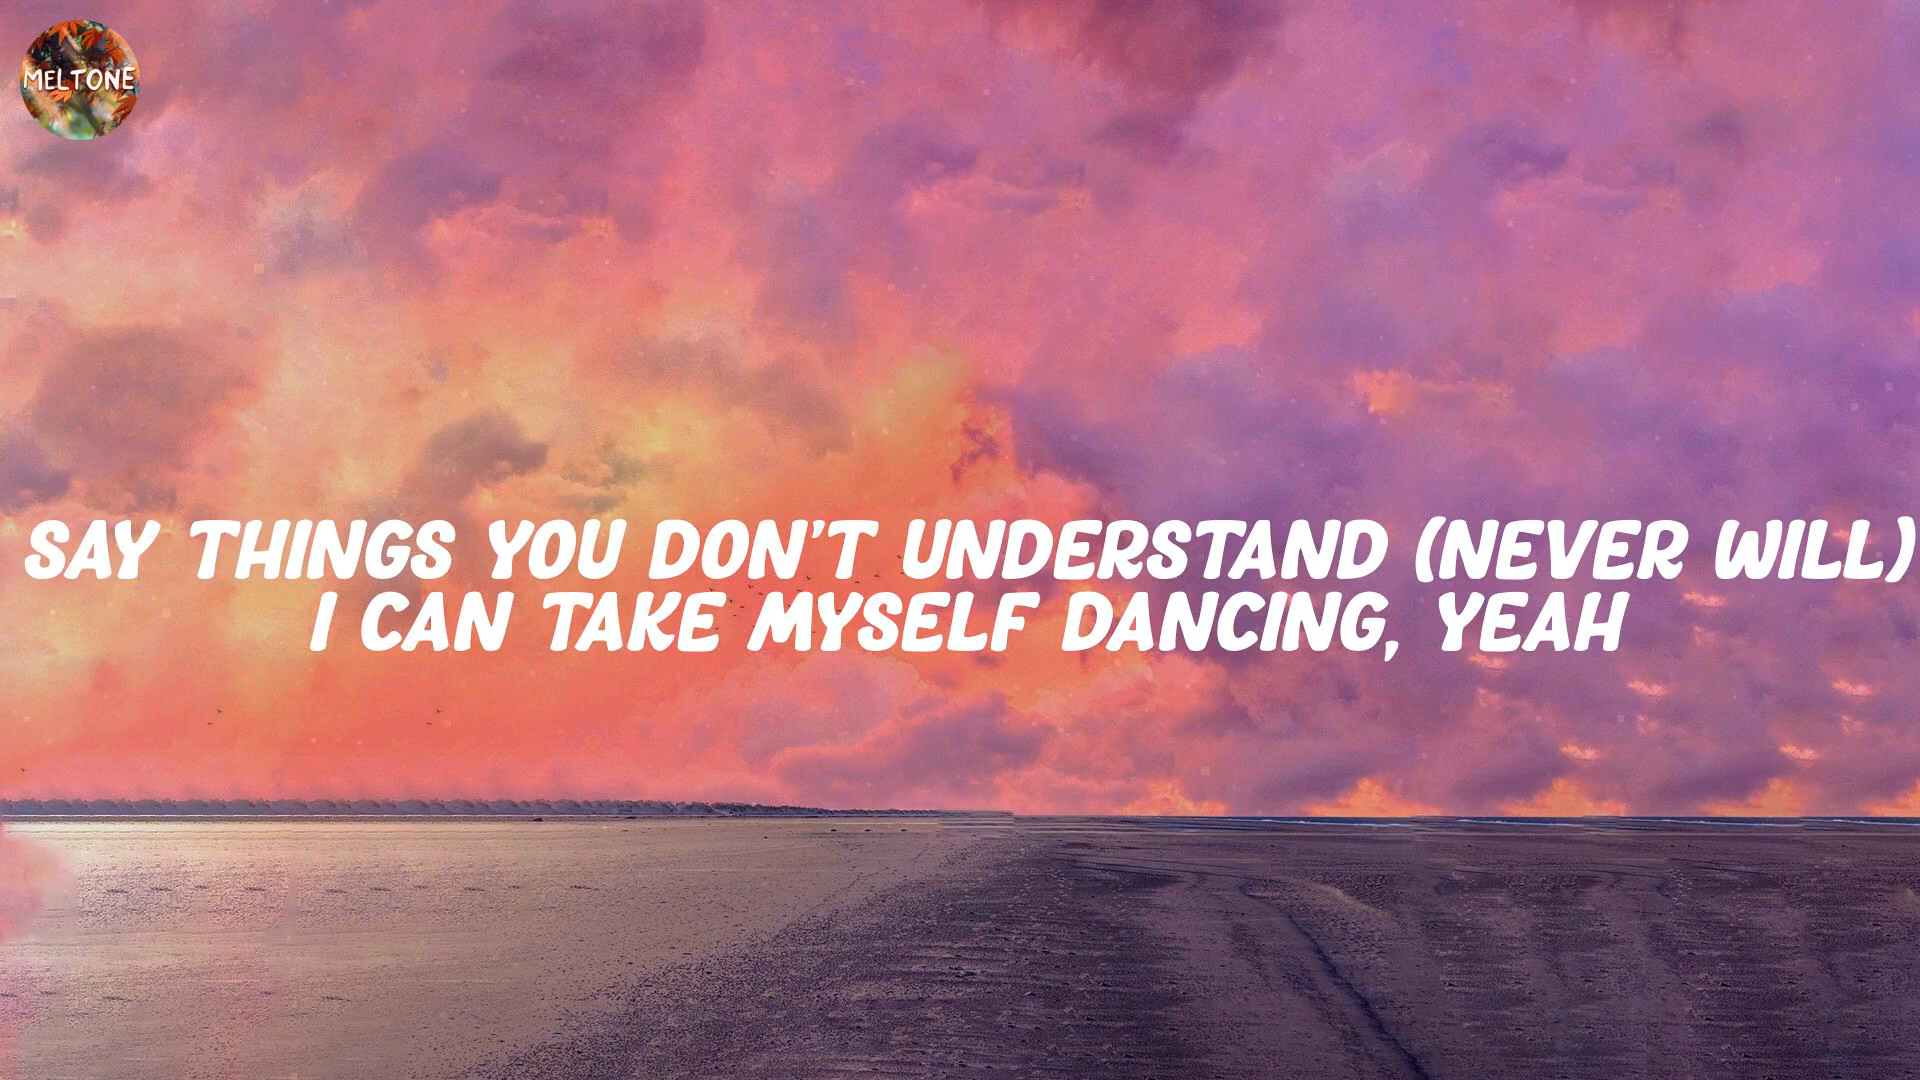 MELTONE
SAY THINGS YOU DON'T UNDERSTAND (NEVER WILL)
I CAN TAKE MYSELF DANCING, YEAH